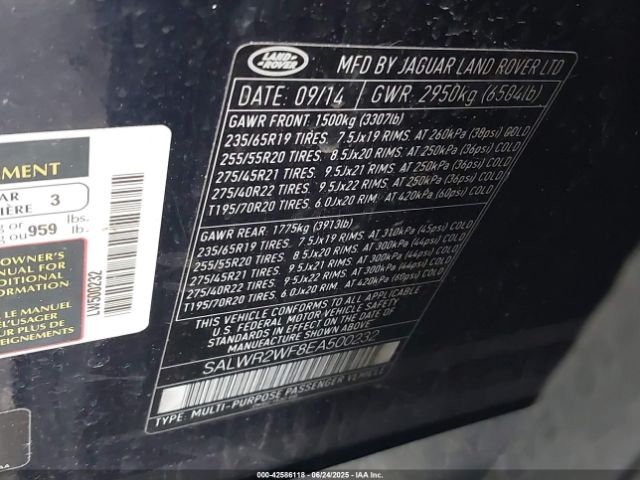 LAND ROVER
MFD BY JAGUAR LAND ROVER LTD
DATE: 09/14 GWR: 2950kg (6504lb)
GAWR FRONT: 1500kg (3307lb)
235/65R19 TIRES. 7.5Jx19 RIMS. AT 260kPa (38psi) COLD
255/55R20 TIRES. 8.5Jx20 RIMS. AT 250kPa (36psi) COLD
275/45R21 TIRES. 9.5Jx21 RIMS. AT 250kPa (36psi) COLD
275/40R22 TIRES. 9.5Jx22 RIMS. AT 250kPa (36psi) COLD
T195/70R20 TIRES. 6.0Jx20 RIM. AT 420kPa (60psi) COLD
GAWR REAR: 1775kg (3913lb)
235/65R19 TIRES. 7.5Jx19 RIMS. AT 310kPa (45psi) COLD
255/55R20 TIRES. 8.5Jx20 RIMS. AT 300kPa (44psi) COLD
275/45R21 TIRES. 9.5Jx21 RIMS. AT 300kPa (44psi) COLD
275/40R22 TIRES. 9.5Jx22 RIMS. AT 300kPa (44psi) COLD
T195/70R20 TIRES. 6.0Jx20 RIM. AT 420kPa (60psi) COLD
THIS VEHICLE CONFORMS TO ALL APPLICABLE
U.S. FEDERAL MOTOR VEHICLE SAFETY
STANDARDS IN EFFECT ON THE DATE OF
MANUFACTURE SHOWN ABOVE.
SALWR2WF8EA500232
TYPE: MULTI-PURPOSE PASSENGER VEHICLE
EMENT
AR 3
IÈRE
g or lbs.
g ou 959 lb.
OWNER'S
MANUAL FOR
ADDITIONAL
FORMATION
LE MANUEL
UR PLUS DE
EIGNEMENTS
LW500232
000-42586118 - 06/24/2025 - IAAI, Inc.